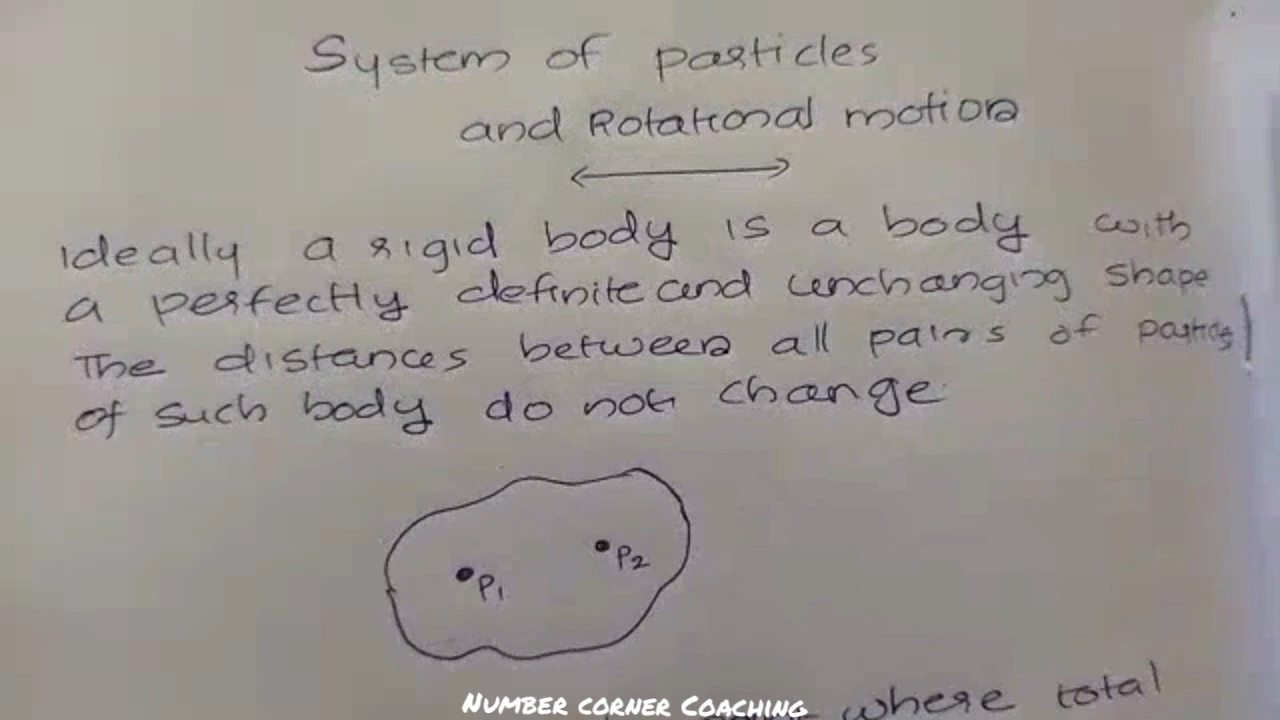 System of particles
and Rotational motion
Ideally a rigid body is a body with
a perfectly definite and unchanging shape
The distances between all pairs of
of such body do not change.
P2
P1
where total
NUMBER CORNER COACHING